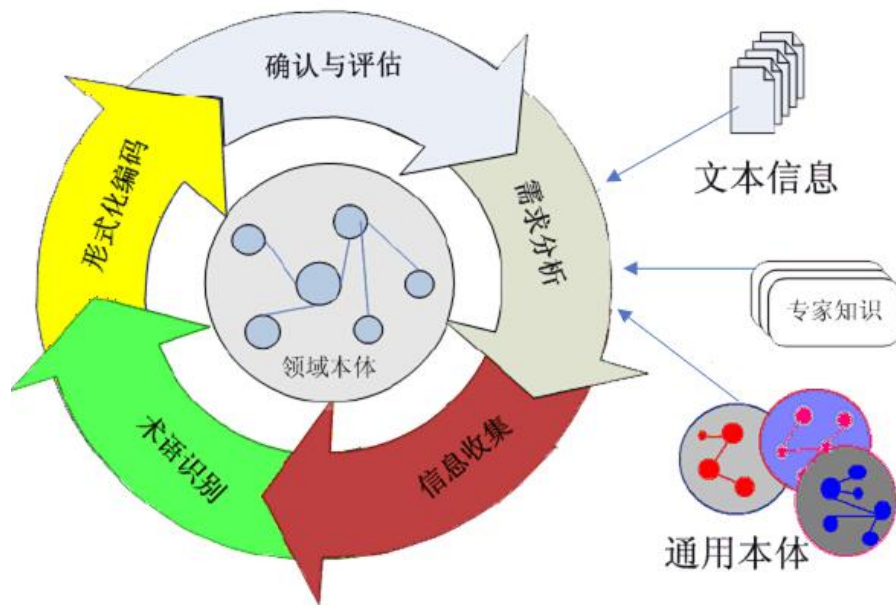 确认与评估
需求分析
信息收集
术语识别
形式化编码
领域本体
文本信息
专家知识
通用本体